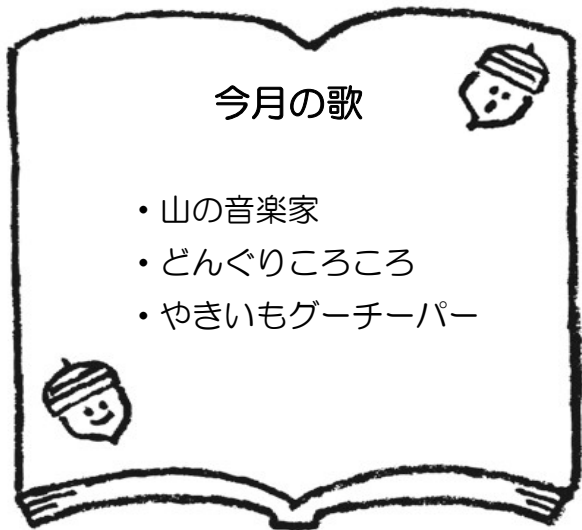 今月の歌
・山の音楽家
・どんぐりころころ
・やきいもグーチーパー